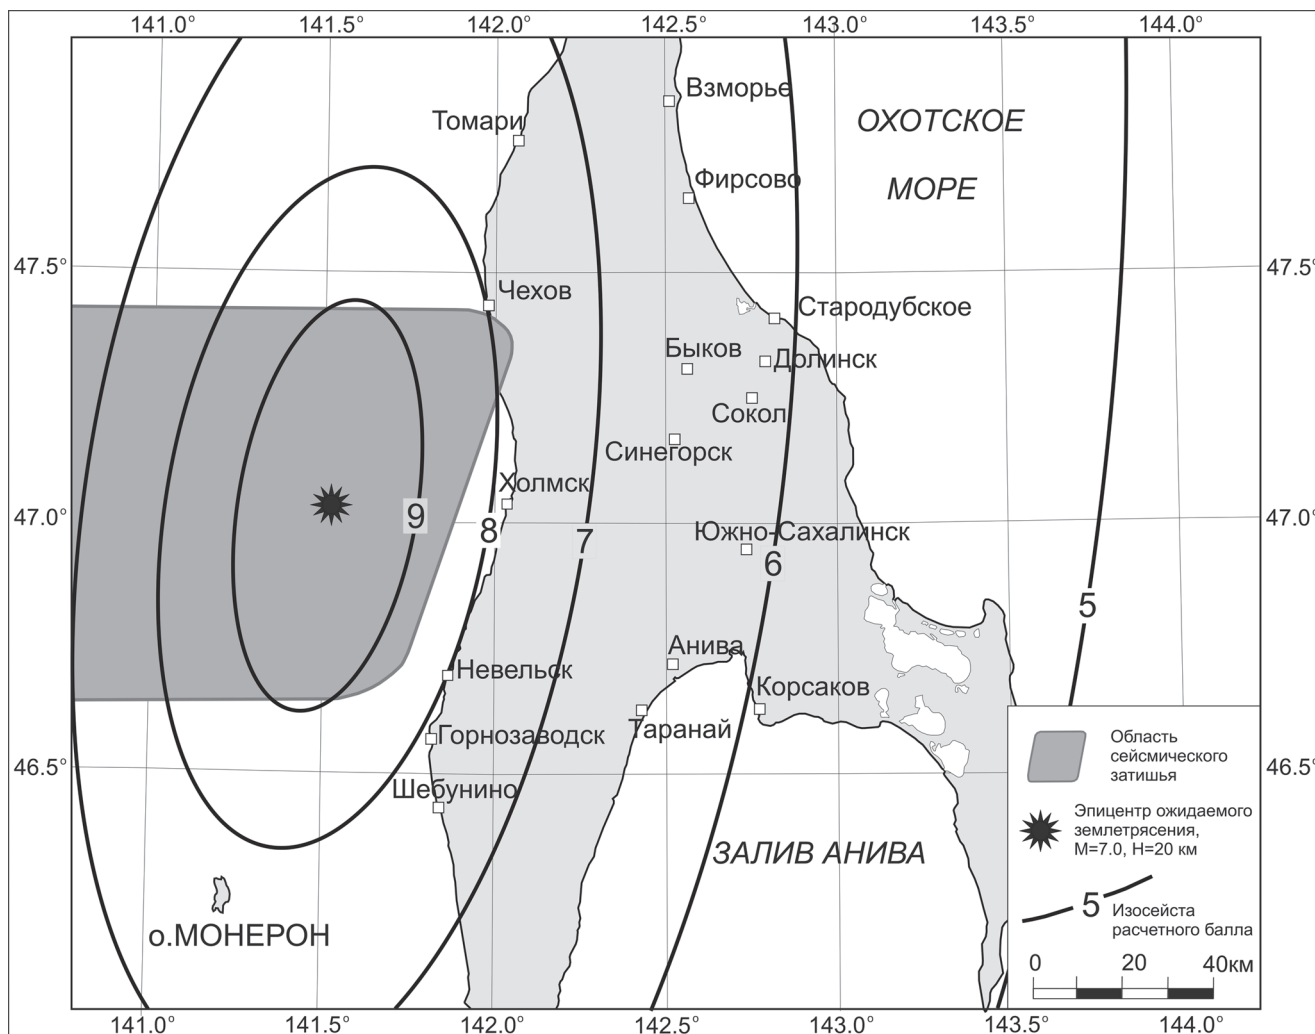 141.0° 141.5° 142.0° 142.5° 143.0° 143.5° 144.0°
Взморье
Томари
ОХОТСКОЕ
МОРЕ
Фирсово
47.5° 47.5°
Чехов
Стародубское
Быков
Долинск
Сокол
Синегорск
Холмск
47.0° 9 8 7 47.0°
Южно-Сахалинск
6
5
Анива
Невельск
Корсаков
Горнозаводск
Таранай
46.5° 46.5°
Шебунино
ЗАЛИВ АНИВА
о.МОНЕРОН
Область
сейсмического
затишья
Эпицентр ожидаемого
землетрясения,
М=7.0, Н=20 км
5 Изосейста
расчетного балла
0 20 40км
141.0° 141.5° 142.0° 142.5° 143.0° 143.5° 144.0°